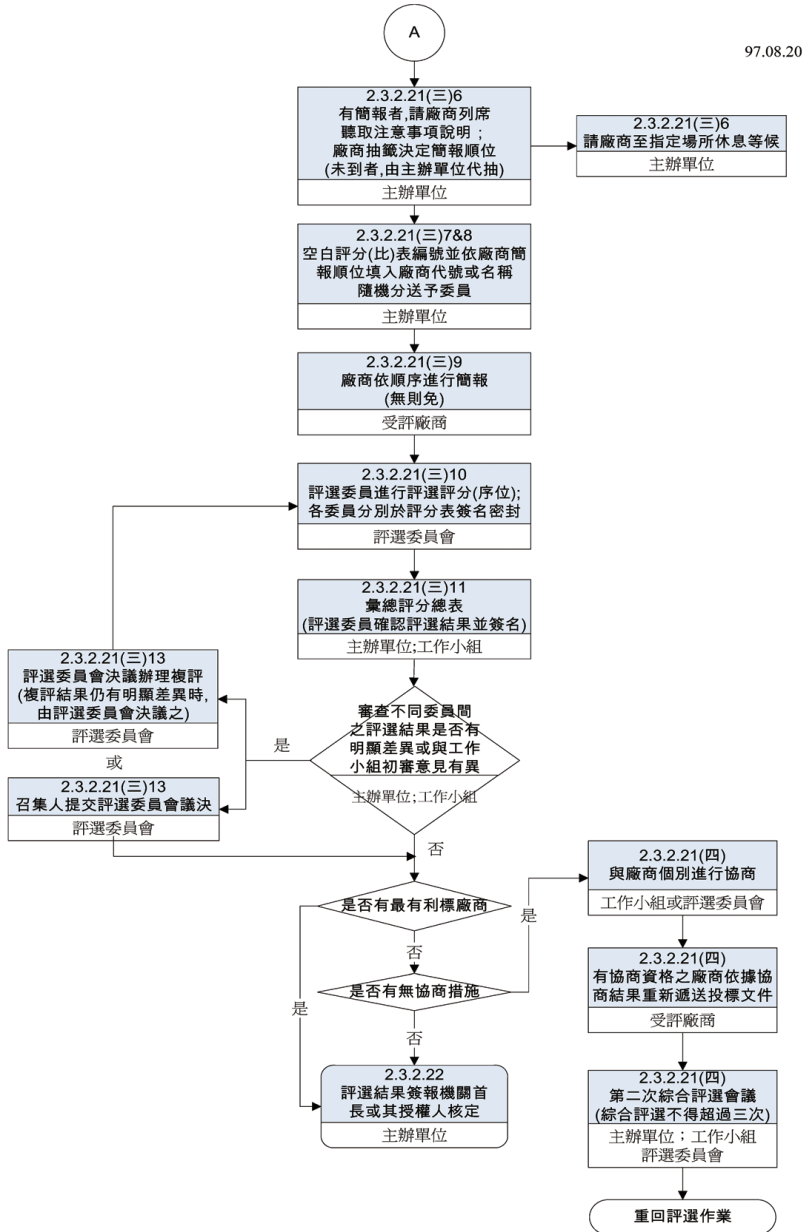 A
97.08.20
2.3.2.21(三)6
有簡報者,請廠商列席
聽取注意事項說明；
廠商抽籤決定簡報順位
(未到者,由主辦單位代抽)
主辦單位
2.3.2.21(三)6
請廠商至指定場所休息等候
主辦單位
2.3.2.21(三)7&8
空白評分(比)表編號並依廠商簡
報順位填入廠商代號或名稱
隨機分送予委員
主辦單位
2.3.2.21(三)9
廠商依順序進行簡報
(無則免)
受評廠商
2.3.2.21(三)10
評選委員進行評選評分(序位);
各委員分別於評分表簽名密封
評選委員會
2.3.2.21(三)11
彙總評分總表
(評選委員確認評選結果並簽名)
主辦單位;工作小組
2.3.2.21(三)13
評選委員會決議辦理複評
(複評結果仍有明顯差異時,
由評選委員會決議之)
評選委員會
或
2.3.2.21(三)13
召集人提交評選委員會議決
評選委員會
是
審查不同委員間
之評選結果是否有
明顯差異或與工作
小組初審意見有異
主辦單位;工作小組
否
是否有最有利標廠商
是
否
是否有無協商措施
是
否
2.3.2.22
評選結果簽報機關首
長或其授權人核定
主辦單位
2.3.2.21(四)
與廠商個別進行協商
工作小組或評選委員會
2.3.2.21(四)
有協商資格之廠商依據協
商結果重新遞送投標文件
受評廠商
2.3.2.21(四)
第二次綜合評選會議
(綜合評選不得超過三次)
主辦單位；工作小組
評選委員會
重回評選作業